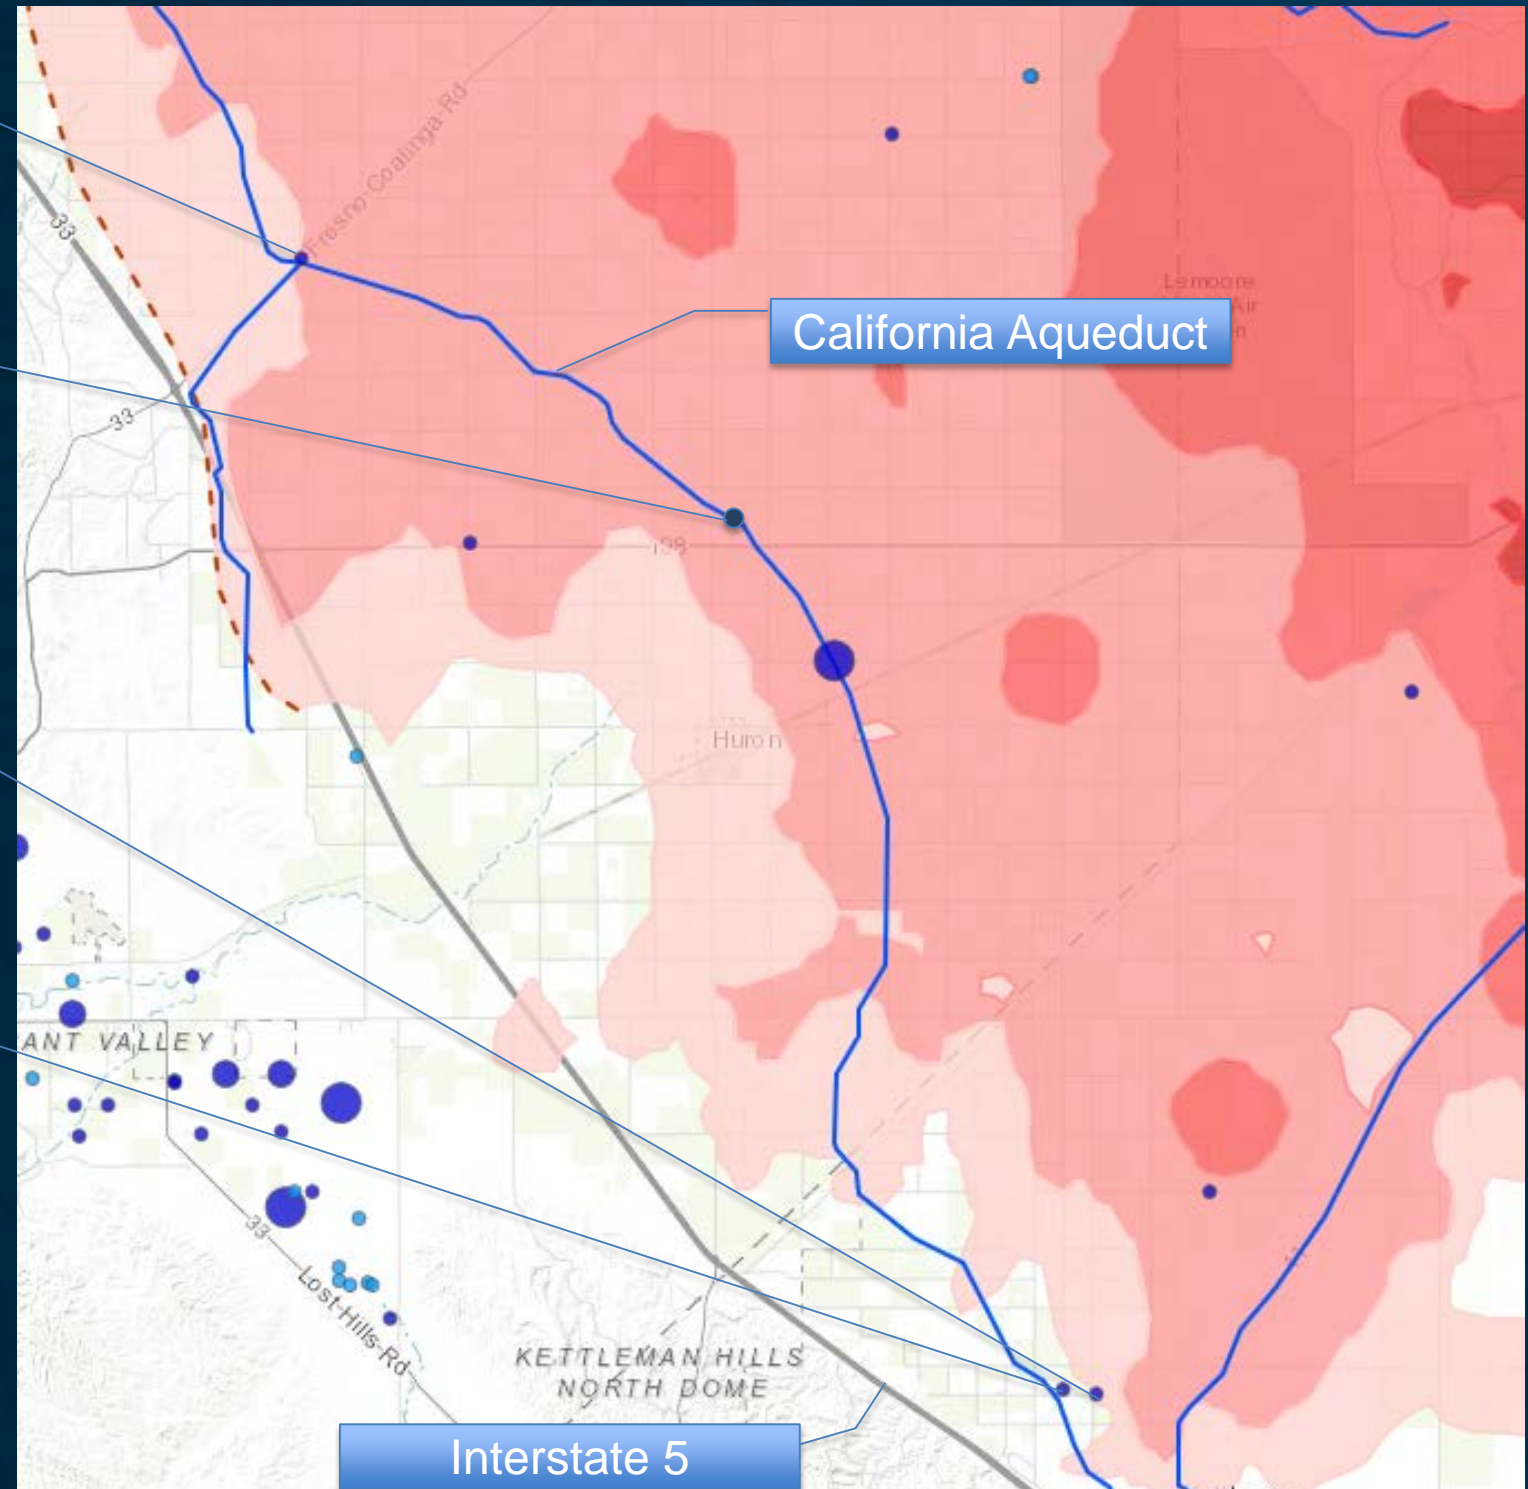 Fresno-Coalinga-Rd
33
Lemoore
Air
California Aqueduct
33
198
Huron
ANT VALLEY
33
Lost-Hills-Rd
KETTLEMAN HILLS
NORTH DOME
Interstate 5